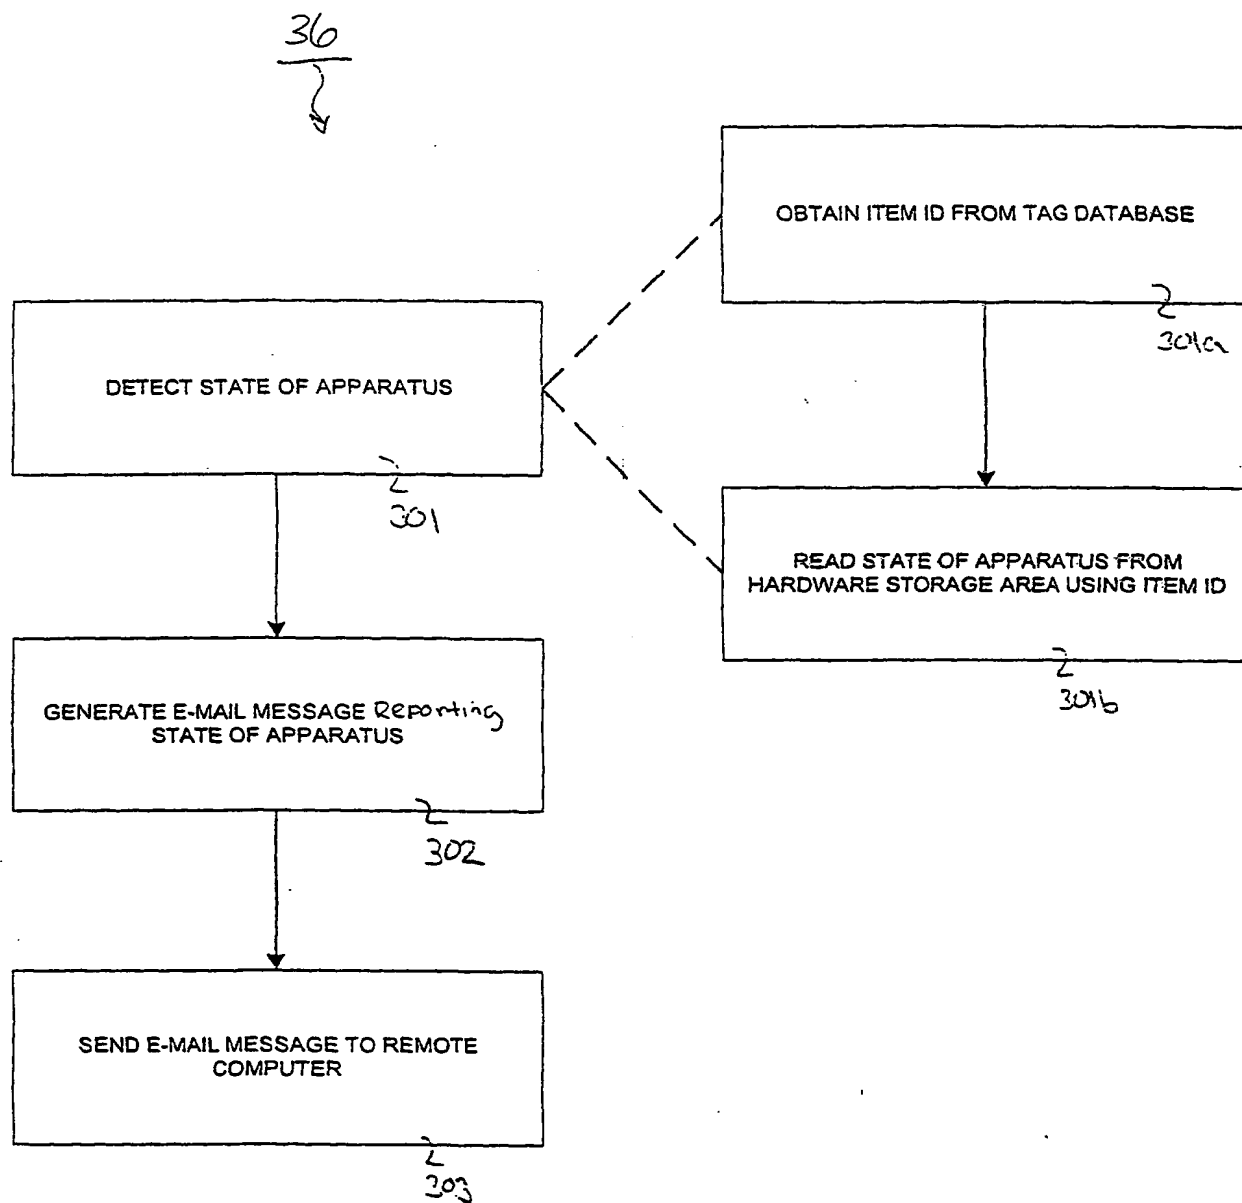 36
OBTAIN ITEM ID FROM TAG DATABASE
301a
DETECT STATE OF APPARATUS
301
READ STATE OF APPARATUS FROM
HARDWARE STORAGE AREA USING ITEM ID
301b
GENERATE E-MAIL MESSAGE Reporting
STATE OF APPARATUS
302
SEND E-MAIL MESSAGE TO REMOTE
COMPUTER
303